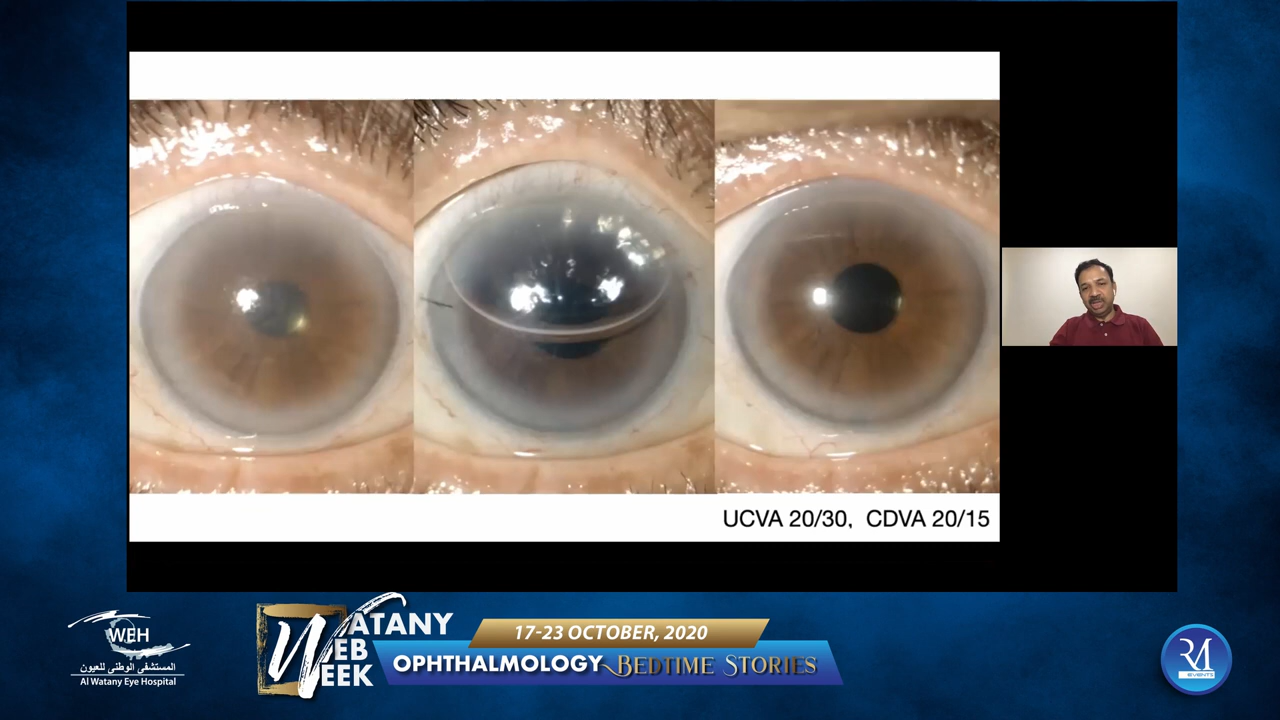 UCVA 20/30, CDVA 20/15
WEH
المستشفى الوطني للعيون
Al Watany Eye Hospital
WATANY
WEB
WEEK
17-23 OCTOBER, 2020
OPHTHALMOLOGY BEDTIME STORIES
RM
EVENTS